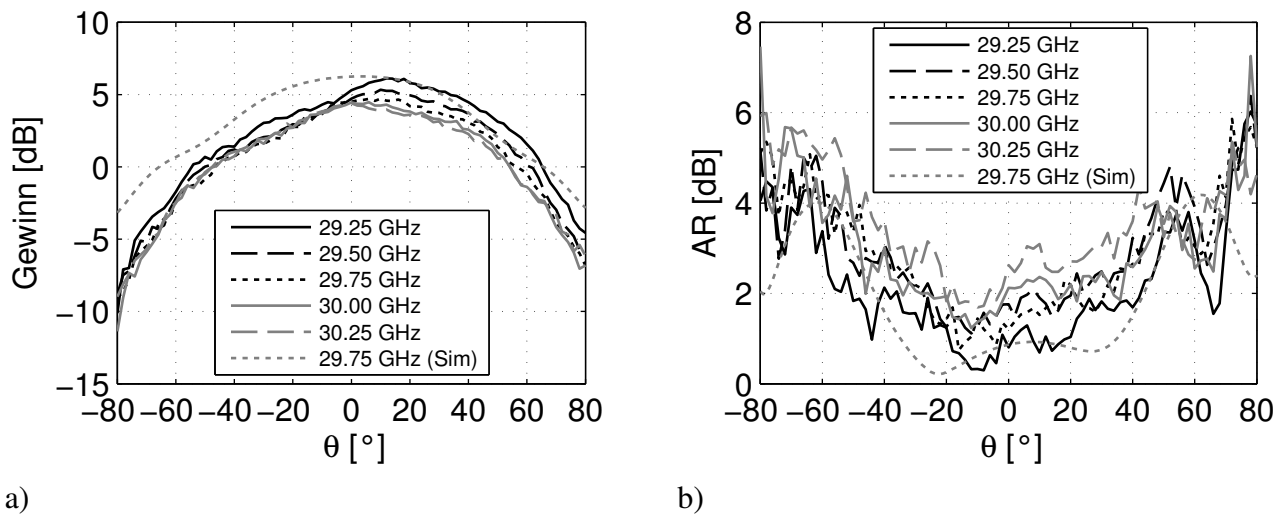 10
5
0
−5
−10
−15
Gewinn [dB]
−80 −60 −40 −20 0 20 40 60 80
θ [°]
29.25 GHz
29.50 GHz
29.75 GHz
30.00 GHz
30.25 GHz
29.75 GHz (Sim)
a)
8
6
4
2
0
AR [dB]
−80 −60 −40 −20 0 20 40 60 80
θ [°]
29.25 GHz
29.50 GHz
29.75 GHz
30.00 GHz
30.25 GHz
29.75 GHz (Sim)
b)